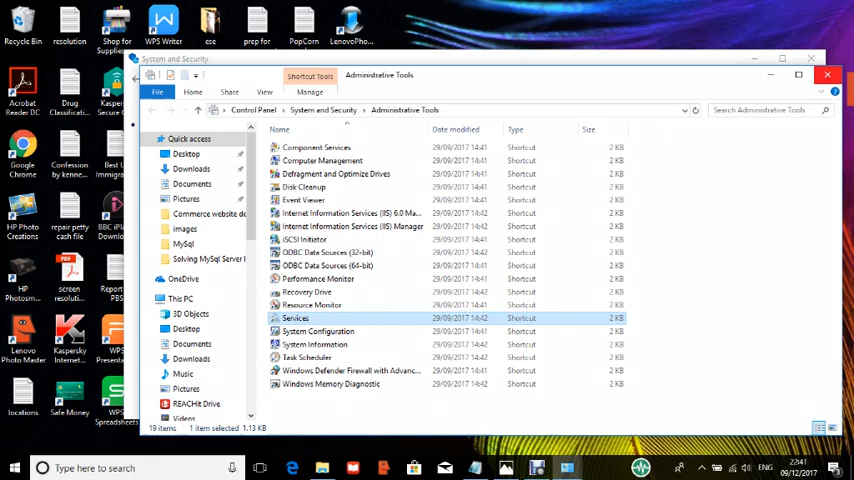 Recycle Bin
resolution
Shop for Supplies
WPS Writer
ese
prep for
PopCorn
LenovoPho...
System and Security
Shortcut Tools
Administrative Tools
File
Home
Share
View
Manage
Control Panel
System and Security
Administrative Tools
Search Administrative Tools
Acrobat Reader DC
Drug Classificati...
Google Chrome
Confession by kenne...
HP Photo Creations
repair petty cash file
HP Photosm...
screen resolution
Lenovo Photo Master
Kaspersky Internet...
locations
Safe Money
Quick access
Desktop
Downloads
Documents
Pictures
Commerce website de
images
MySql
Solving MySql Server I
OneDrive
This PC
3D Objects
Desktop
Documents
Downloads
Music
Pictures
REACHit Drive
Videos
Name Date modified Type Size
Component Services 29/09/2017 14:41 Shortcut 2 KB
Computer Management 29/09/2017 14:41 Shortcut 2 KB
Defragment and Optimize Drives 29/09/2017 14:41 Shortcut 2 KB
Disk Cleanup 29/09/2017 14:41 Shortcut 2 KB
Event Viewer 29/09/2017 14:41 Shortcut 2 KB
Internet Information Services (IIS) 6.0 Ma... 29/09/2017 14:42 Shortcut 2 KB
Internet Information Services (IIS) Manager 29/09/2017 14:42 Shortcut 2 KB
iSCSI Initiator 29/09/2017 14:41 Shortcut 2 KB
ODBC Data Sources (32-bit) 29/09/2017 14:42 Shortcut 2 KB
ODBC Data Sources (64-bit) 29/09/2017 14:41 Shortcut 2 KB
Performance Monitor 29/09/2017 14:41 Shortcut 2 KB
Recovery Drive 29/09/2017 14:42 Shortcut 2 KB
Resource Monitor 29/09/2017 14:41 Shortcut 2 KB
Services 29/09/2017 14:42 Shortcut 2 KB
System Configuration 29/09/2017 14:41 Shortcut 2 KB
System Information 29/09/2017 14:42 Shortcut 2 KB
Task Scheduler 29/09/2017 14:42 Shortcut 2 KB
Windows Defender Firewall with Advanc... 29/09/2017 14:41 Shortcut 2 KB
Windows Memory Diagnostic 29/09/2017 14:42 Shortcut 2 KB
19 items 1 item selected 1.13 KB
Type here to search
ENG
22:41
09/12/2017